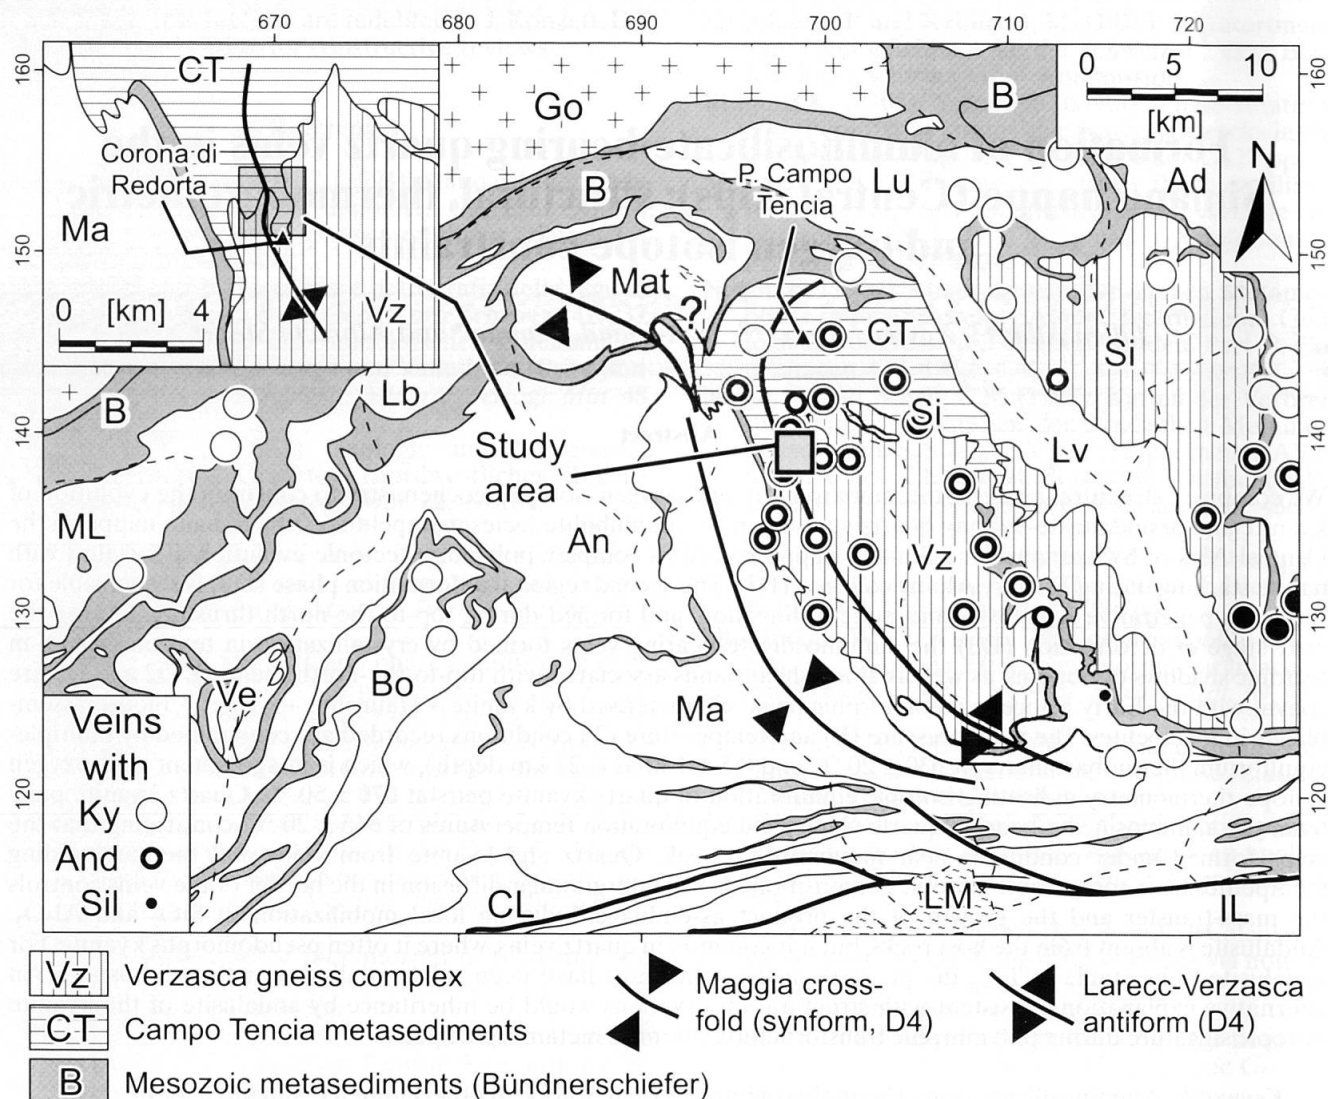 670 680 690 700 710 720
160
150
140
130
120
160
150
140
130
120
CT
Corona di
Redorta
Ma
Vz
0 [km] 4
Go
B
B
0 5 10
[km]
N
P. Campo
Tencia
Lu
Ad
Mat
?
CT
Si
Si
Lv
B
Lb
Study
area
ML
An
Vz
Ve
Bo
Ma
Veins
with
Ky
And
Sil
CL
LM
IL
Vz Verzasca gneiss complex
CT Campo Tencia metasediments
B Mesozoic metasediments (Bündnerschiefer)
Maggia cross-
fold (synform, D4)
Larecc-Verzasca
antiform (D4)